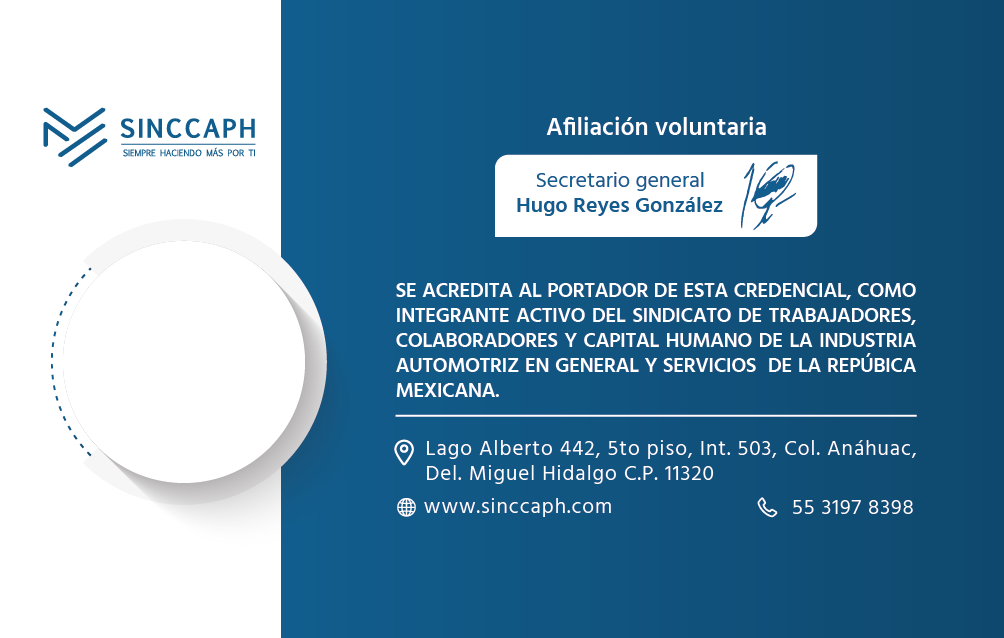 SINCCAPH
SIEMPRE HACIENDO MÁS POR TI
Afiliación voluntaria
Secretario general
Hugo Reyes González
SE ACREDITA AL PORTADOR DE ESTA CREDENCIAL, COMO
INTEGRANTE ACTIVO DEL SINDICATO DE TRABAJADORES,
COLABORADORES Y CAPITAL HUMANO DE LA INDUSTRIA
AUTOMOTRIZ EN GENERAL Y SERVICIOS DE LA REPÚBICA
MEXICANA.
Lago Alberto 442, 5to piso, Int. 503, Col. Anáhuac,
Del. Miguel Hidalgo C.P. 11320
www.sinccaph.com
55 3197 8398